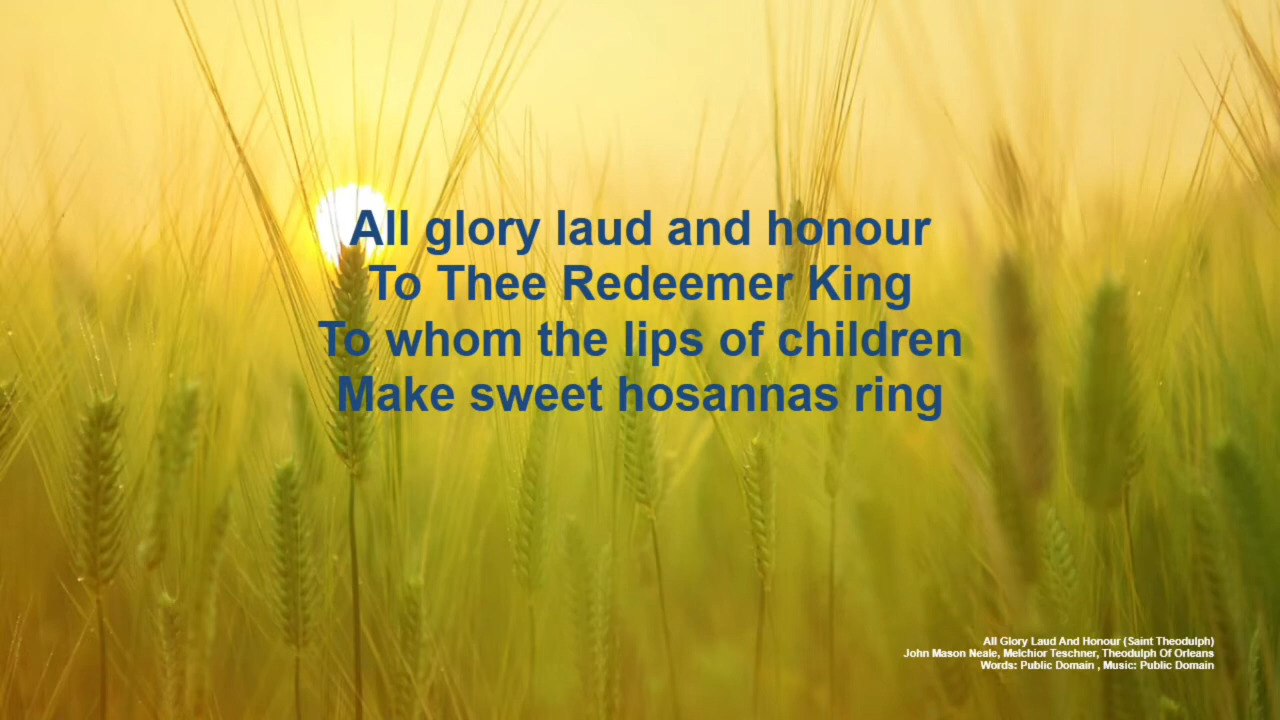 All glory laud and honour
To Thee Redeemer King
To whom the lips of children
Make sweet hosannas ring
All Glory Laud And Honour (Saint Theodulph)
John Mason Neale, Melchior Teschner, Theodulph Of Orleans
Words: Public Domain , Music: Public Domain